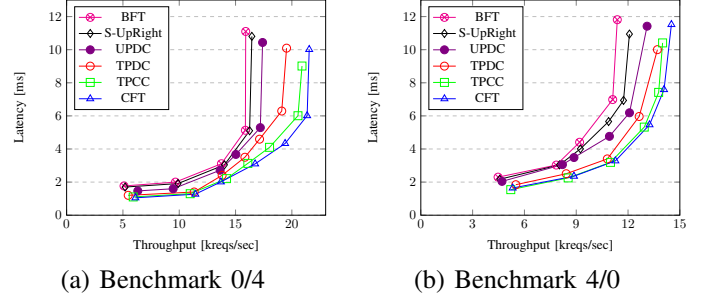 BFT
S-UpRight
UPDC
TPDC
TPCC
CFT
Latency [ms]
12
10
8
6
4
2
0
0 5 10 15 20
Throughput [kreqs/sec]
(a) Benchmark 0/4
BFT
S-UpRight
UPDC
TPDC
TPCC
CFT
Latency [ms]
12
10
8
6
4
2
0
0 3 6 9 12 15
Throughput [kreqs/sec]
(b) Benchmark 4/0